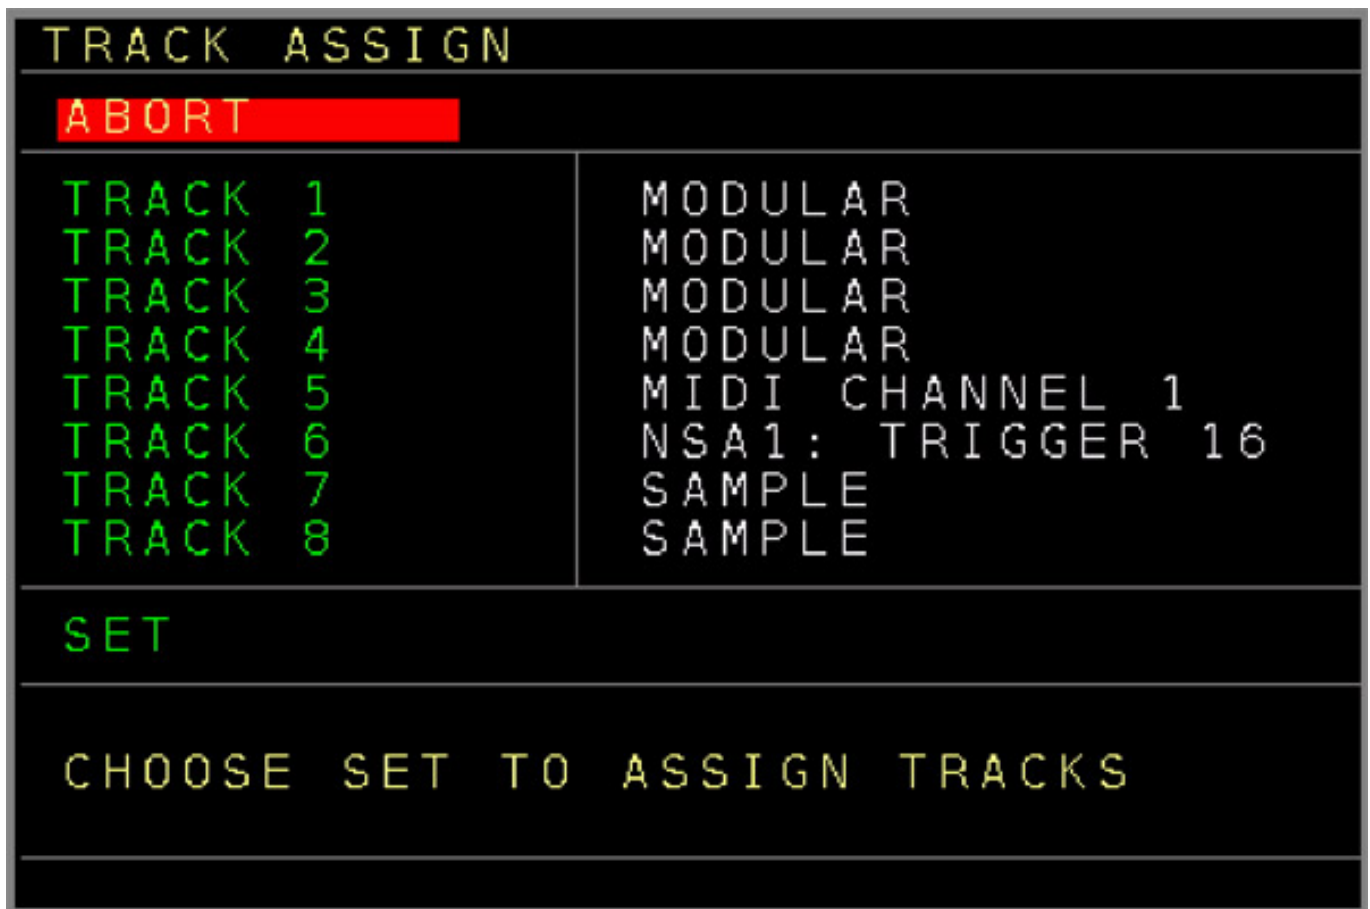 TRACK ASSIGN
ABORT
TRACK 1 MODULAR
TRACK 2 MODULAR
TRACK 3 MODULAR
TRACK 4 MODULAR
TRACK 5 MIDI CHANNEL 1
TRACK 6 NSA1: TRIGGER 16
TRACK 7 SAMPLE
TRACK 8 SAMPLE
SET
CHOOSE SET TO ASSIGN TRACKS